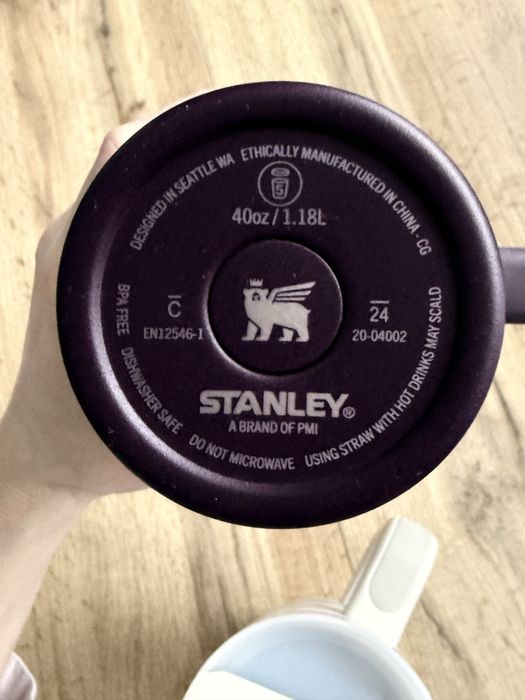 DESIGNED IN SEATTLE WA ETHICALLY MANUFACTURED IN CHINA - CG
5
40oz / 1.18L
C
EN12546-1
24
20-04002
STANLEY®
A BRAND OF PMI
BPA FREE DISHWASHER SAFE DO NOT MICROWAVE USING STRAW WITH HOT DRINKS MAY SCALD